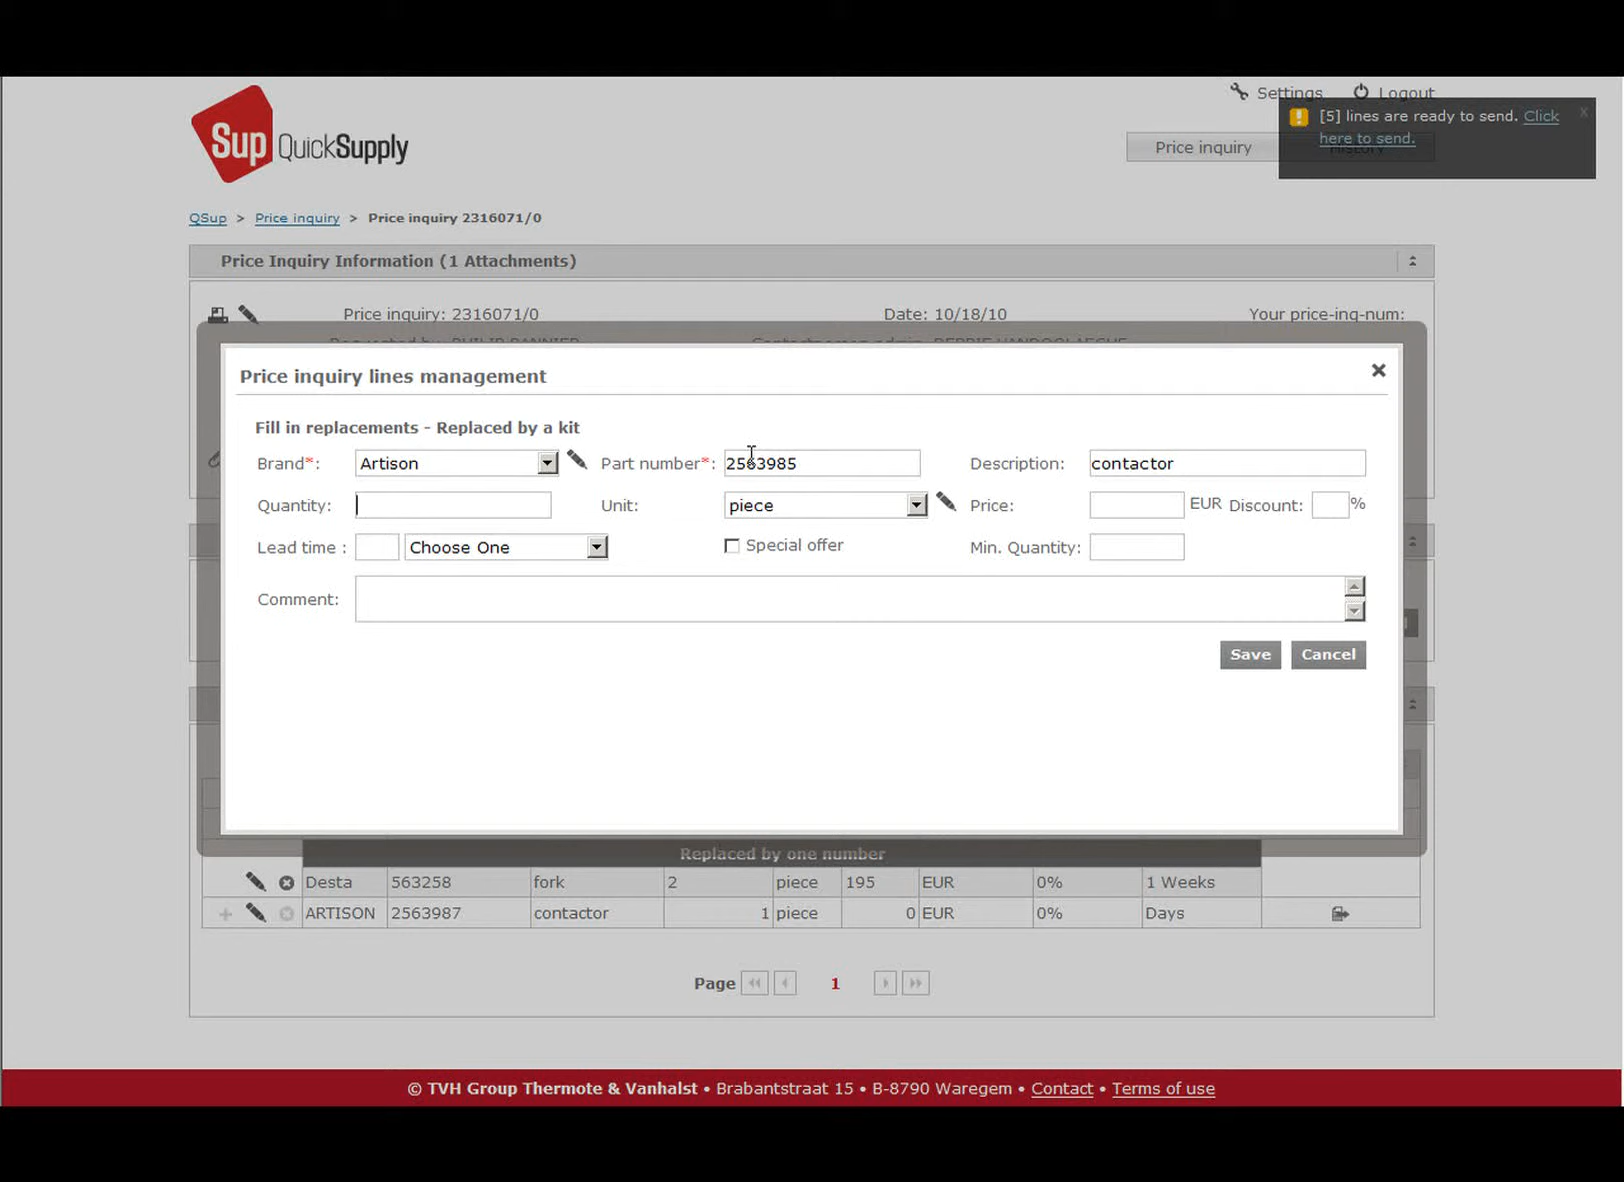 Settings Logout
[5] lines are ready to send. Click
here to send.
x
Sup QuickSupply
Price inquiry
QSup > Price inquiry > Price inquiry 2316071/0
Price Inquiry Information (1 Attachments)
Price inquiry: 2316071/0 Date: 10/18/10 Your price-inq-num:
Price inquiry lines management
Fill in replacements - Replaced by a kit
Brand*: Artison Part number*: 2563985 Description: contactor
Quantity: Unit: piece Price: EUR Discount: %
Lead time : Choose One Special offer Min. Quantity:
Comment:
Save Cancel
Replaced by one number
Desta 563258 fork 2 piece 195 EUR 0% 1 Weeks
ARTISON 2563987 contactor 1 piece 0 EUR 0% Days
Page 1
© TVH Group Thermote & Vanhalst • Brabantstraat 15 • B-8790 Waregem • Contact • Terms of use